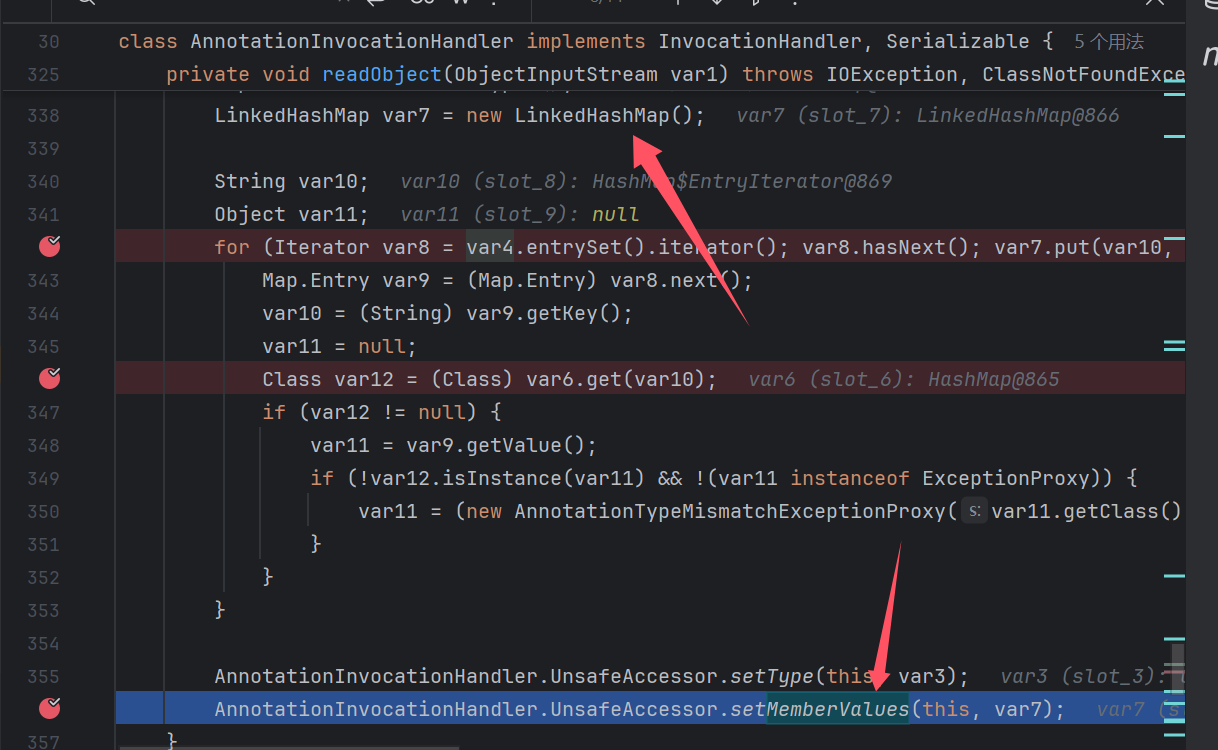 30 class AnnotationInvocationHandler implements InvocationHandler, Serializable { 5 个用法
325 private void readObject(ObjectInputStream var1) throws IOException, ClassNotFoundExce
338 LinkedHashMap var7 = new LinkedHashMap(); var7 (slot_7): LinkedHashMap@866
339
340 String var10; var10 (slot_8): HashMap$EntryIterator@869
341 Object var11; var11 (slot_9): null
for (Iterator var8 = var4.entrySet().iterator(); var8.hasNext(); var7.put(var10,
343 Map.Entry var9 = (Map.Entry) var8.next();
344 var10 = (String) var9.getKey();
345 var11 = null;
Class var12 = (Class) var6.get(var10); var6 (slot_6): HashMap@865
347 if (var12 != null) {
348 var11 = var9.getValue();
349 if (!var12.isInstance(var11) && !(var11 instanceof ExceptionProxy)) {
350 var11 = (new AnnotationTypeMismatchExceptionProxy( s: var11.getClass()
351 }
352 }
353 }
354
355 AnnotationInvocationHandler.UnsafeAccessor.setType(this, var3); var3 (slot_3):
AnnotationInvocationHandler.UnsafeAccessor.setMemberValues(this, var7); var7 (s
357 }